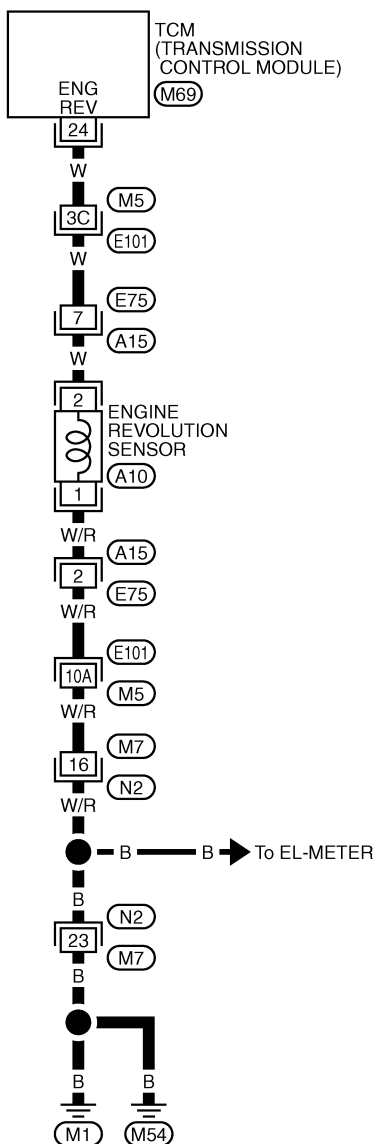 TCM
(TRANSMISSION
CONTROL MODULE)
M69
ENG
REV
24
W
M5
3C
E101
W
E75
7
A15
W
2
ENGINE
REVOLUTION
SENSOR
A10
1
W/R
A15
2
E75
W/R
E101
10A
M5
W/R
M7
16
N2
W/R
B B To EL-METER
B
N2
23
M7
B
B B
M1 M54